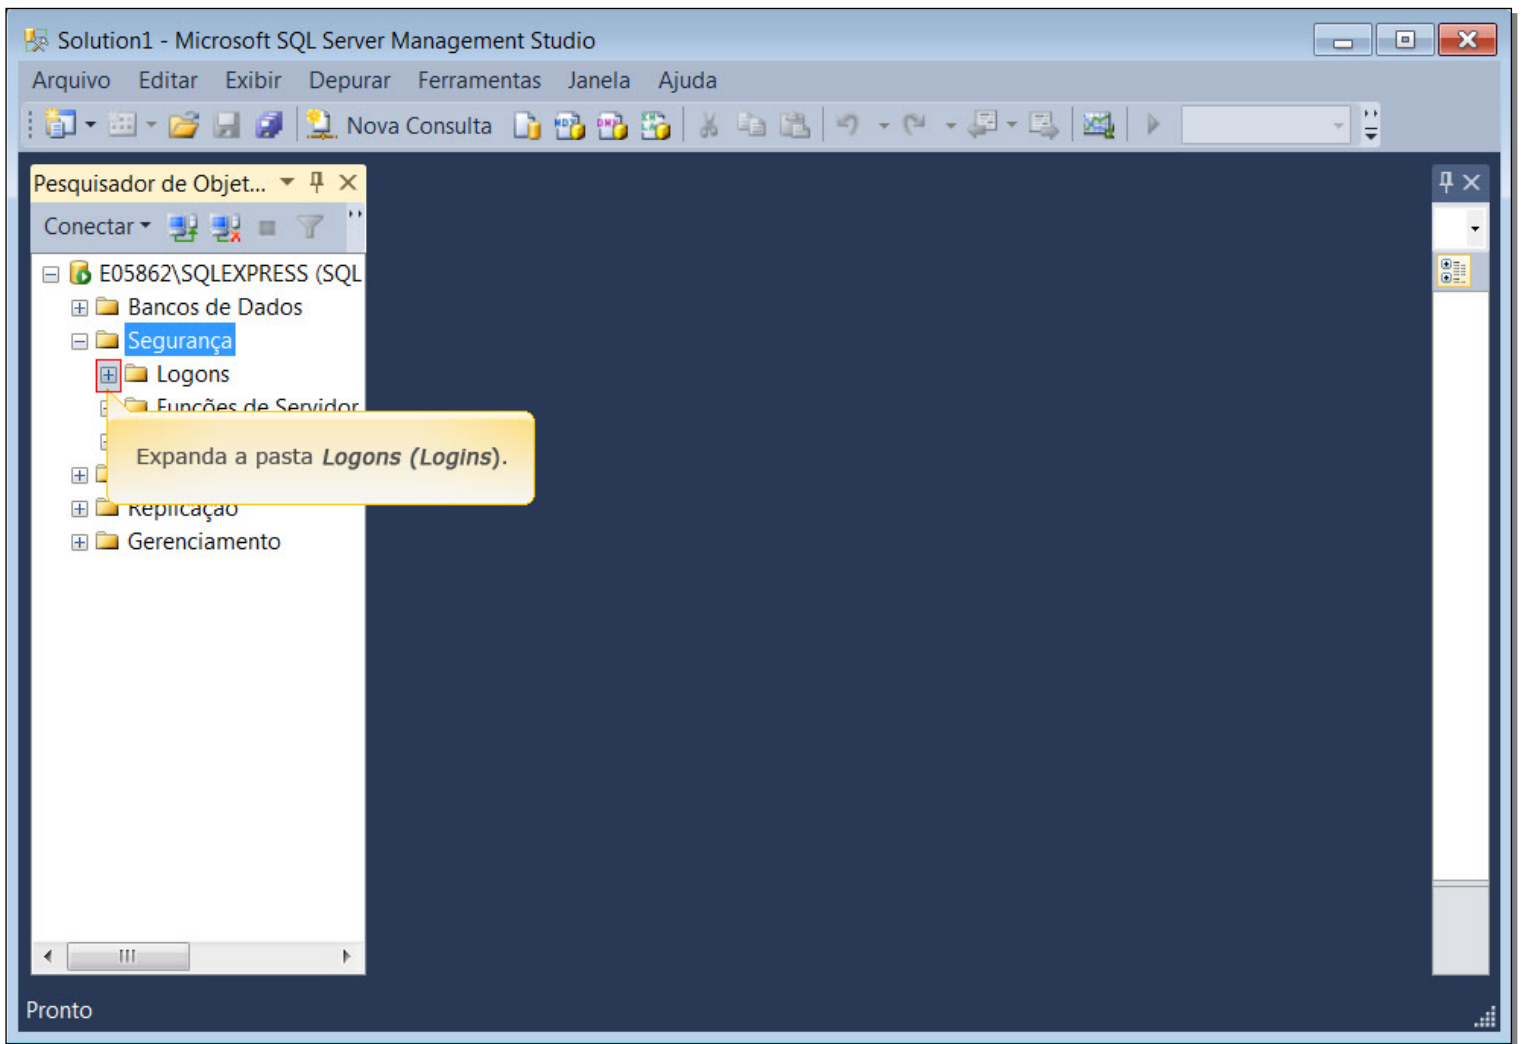 Solution1 - Microsoft SQL Server Management Studio
Arquivo Editar Exibir Depurar Ferramentas Janela Ajuda
Nova Consulta
Pesquisador de Objet...
Conectar
E05862\SQLEXPRESS (SQL
Bancos de Dados
Segurança
Logons
Funções de Servidor
Expanda a pasta Logons (Logins).
Replicação
Gerenciamento
Pronto